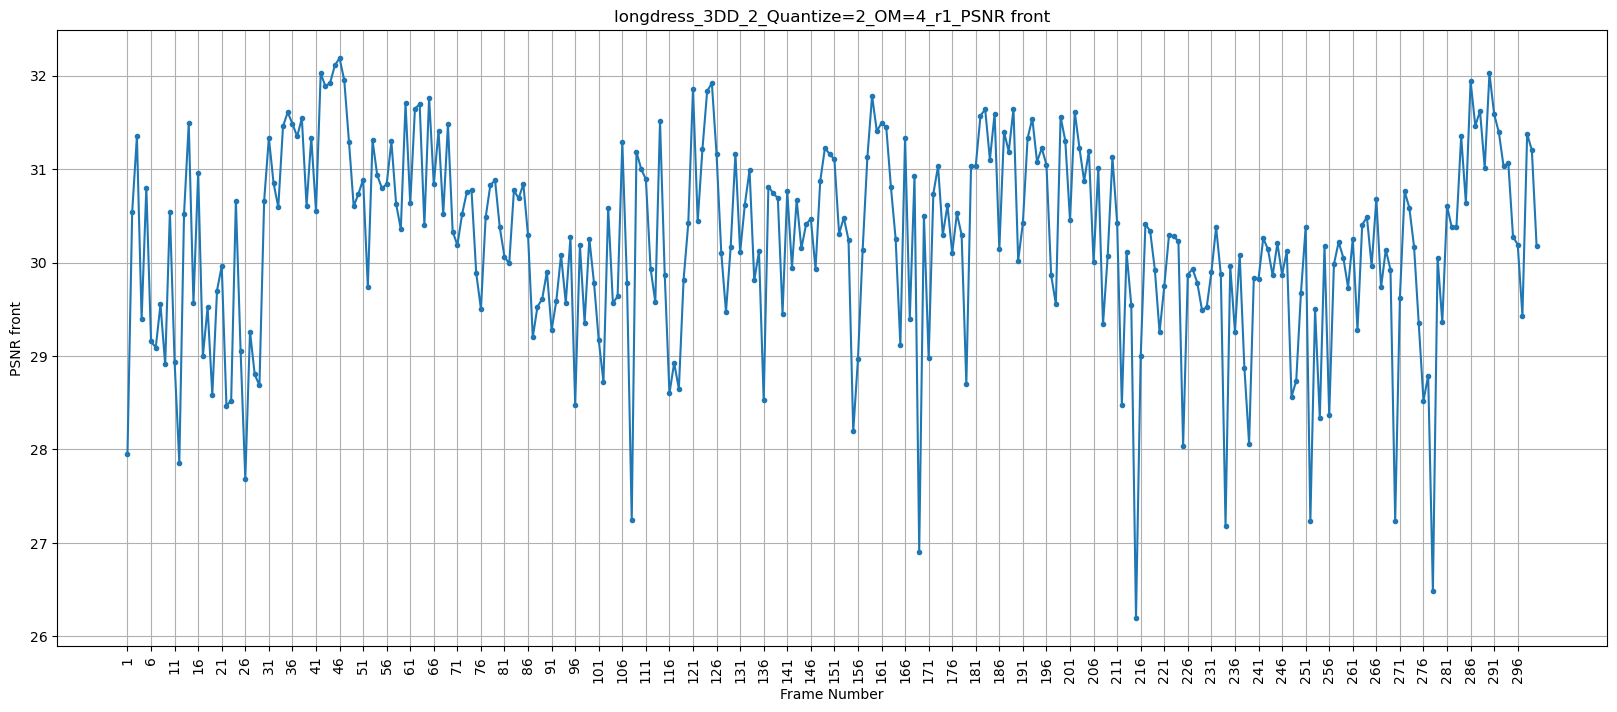 longdress_3DD_2_Quantize=2_OM=4_r1_PSNR front
PSNR front
32
31
30
29
28
27
26
1 6 11 16 21 26 31 36 41 46 51 56 61 66 71 76 81 86 91 96 101 106 111 116 121 126 131 136 141 146 151 156 161 166 171 176 181 186 191 196 201 206 211 216 221 226 231 236 241 246 251 256 261 266 271 276 281 286 291 296
Frame Number